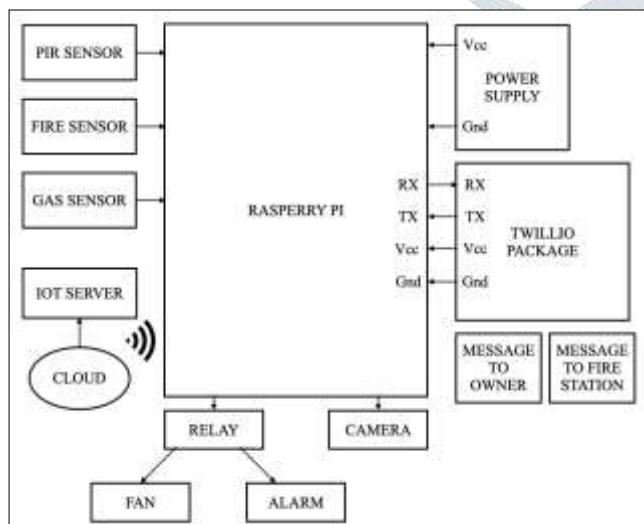 PIR SENSOR
FIRE SENSOR
GAS SENSOR
IOT SERVER
CLOUD
RASPERRY PI
Vcc
POWER
SUPPLY
Gnd
RX
RX
TX
TX
Vcc
Vcc
Gnd
Gnd
TWILLIO
PACKAGE
MESSAGE
TO
OWNER
MESSAGE
TO FIRE
STATION
RELAY
CAMERA
FAN
ALARM